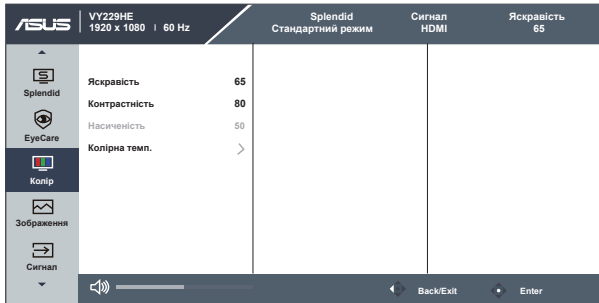 ASUS
VY229HE
1920 x 1080 | 60 Hz
Splendid
Стандартний режим
Сигнал
HDMI
Яскравість
65
Splendid
EyeCare
Колір
Зображення
Сигнал
Яскравість 65
Контрастність 80
Насиченість 50
Колірна темп.
Back/Exit
Enter